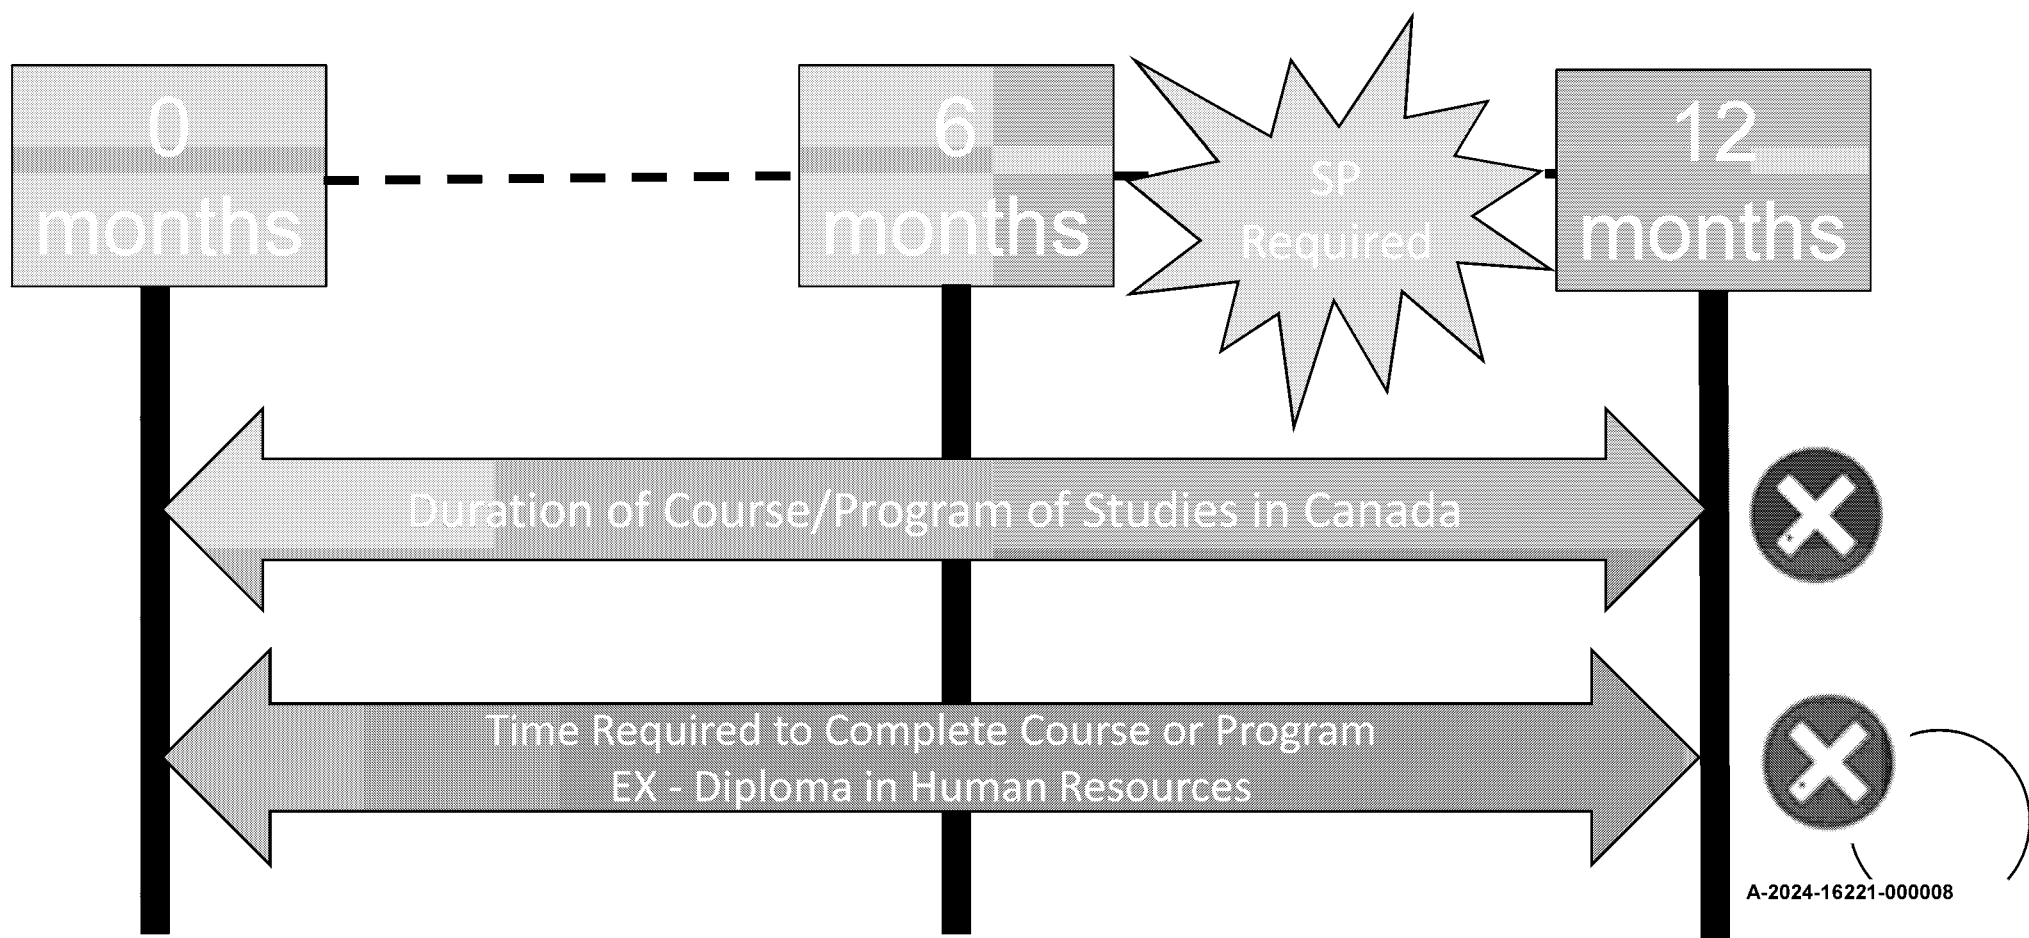 0
months
6
months
SP
Required
12
months
Duration of Course/Program of Studies in Canada
Time Required to Complete Course or Program
EX - Diploma in Human Resources
A-2024-16221-000008